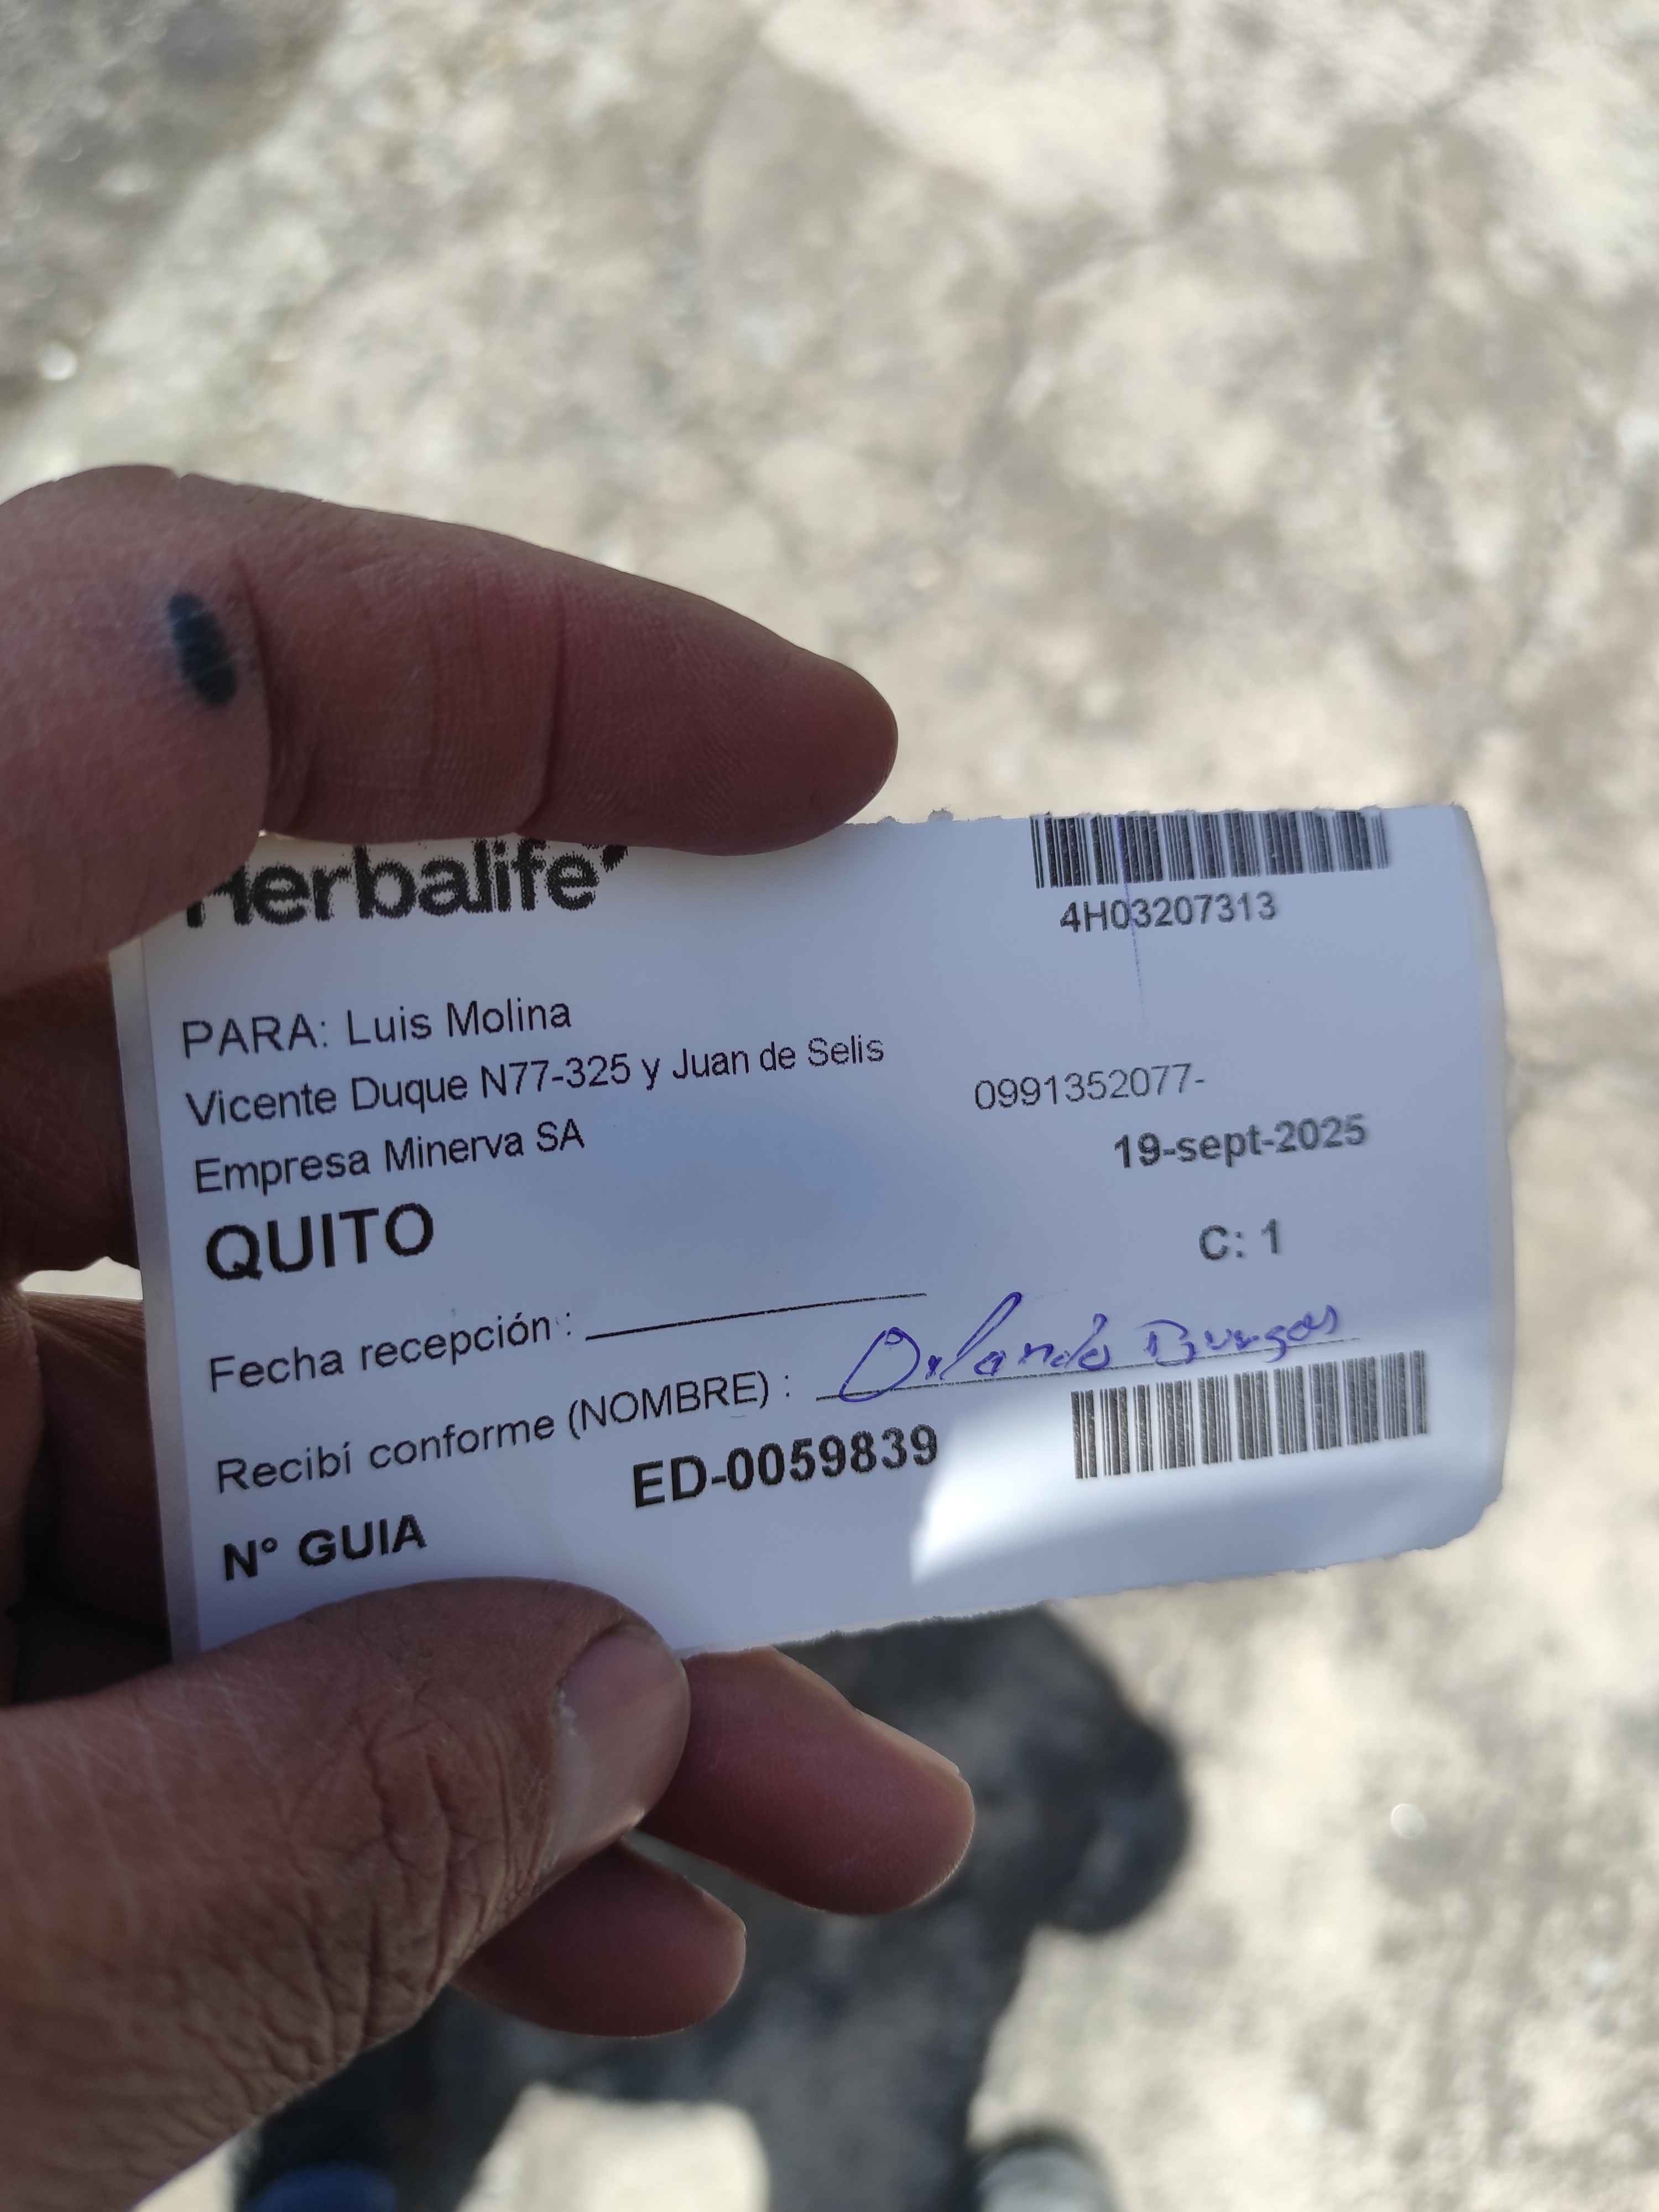 Herbalife
4H03207313
PARA: Luis Molina
Vicente Duque N77-325 y Juan de Selis
0991352077-
Empresa Minerva SA
19-sept-2025
QUITO
C: 1
Fecha recepción :
Recibí conforme (NOMBRE) : Orlando Burgos
N° GUIA ED-0059839